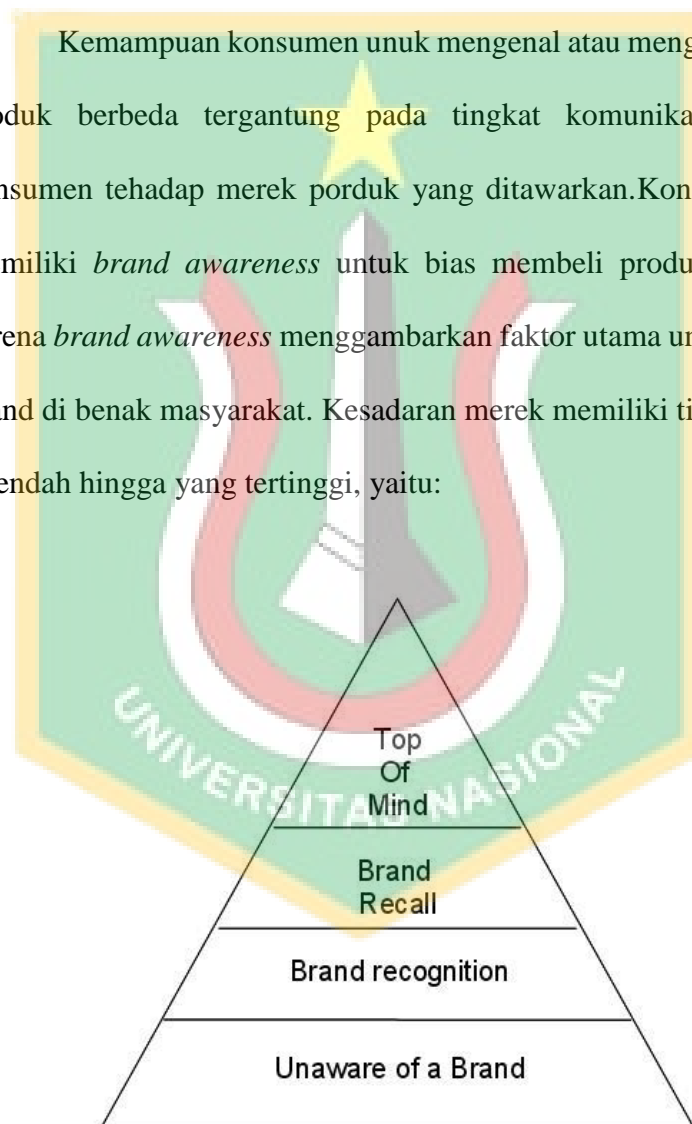 Kemampuan konsumen unuk mengenal atau meng
oduk berbeda tergantung pada tingkat komunika
nsumen tehadap merek porduk yang ditawarkan.Kon
miliki brand awareness untuk bias membeli produ
rena brand awareness menggambarkan faktor utama un
and di benak masyarakat. Kesadaran merek memiliki ti
endah hingga yang tertinggi, yaitu:
Top
Of
Mind
UNIVERSITAS NASIONAL
Brand
Recall
Brand recognition
Unaware of a Brand